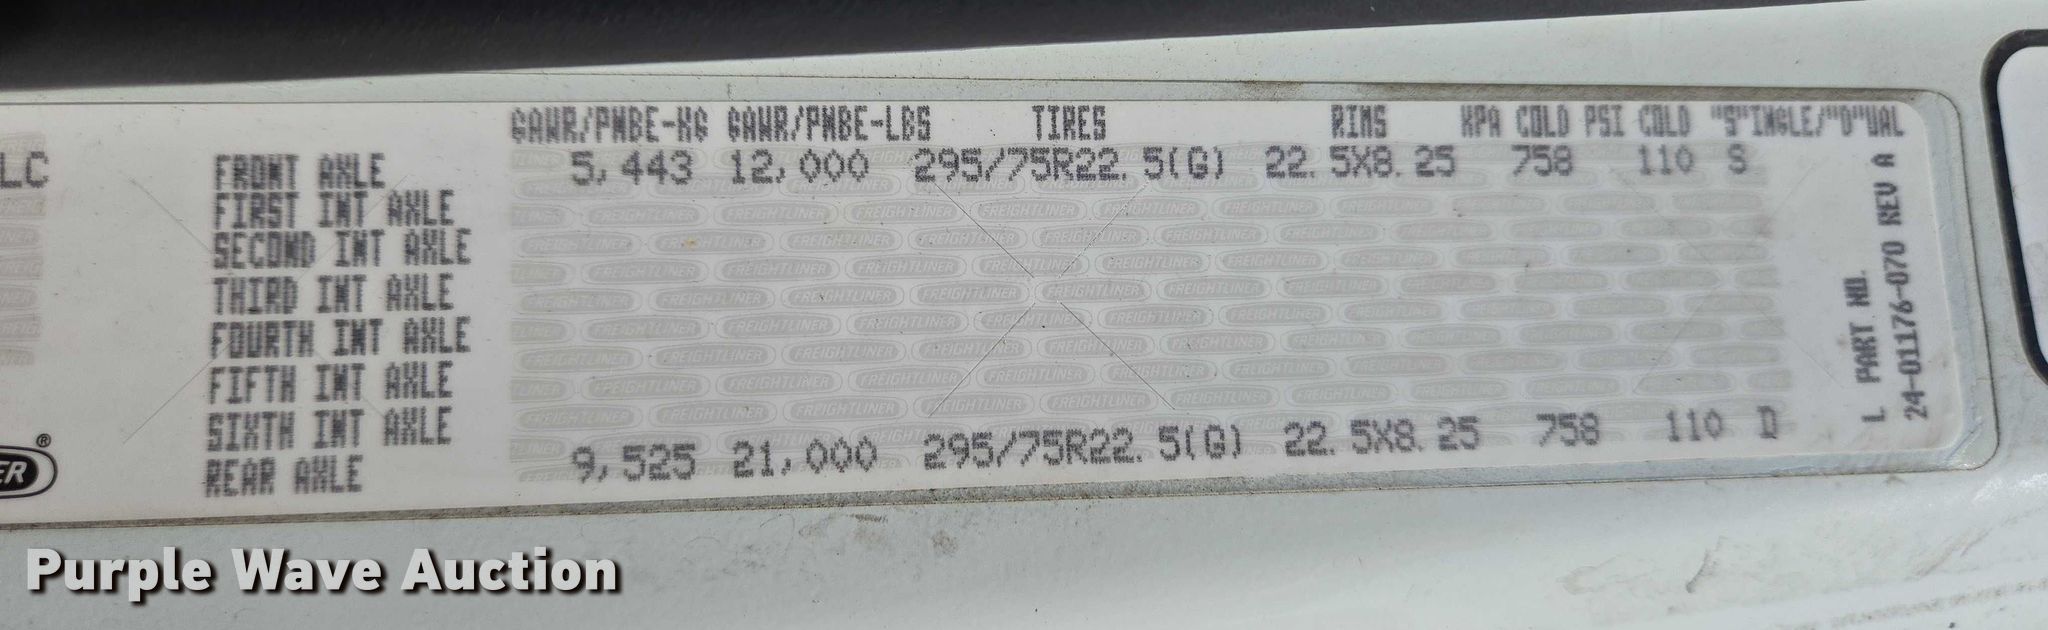 GAWR/PNBE-KG GAWR/PNBE-LBS TIRES RIMS KPA COLD PSI COLD "S"INGLE/"D"UAL
LC
FRONT AXLE 5,443 12,000 295/75R22.5(G) 22.5X8.25 758 110 S
FIRST INT AXLE
SECOND INT AXLE
THIRD INT AXLE
FOURTH INT AXLE
FIFTH INT AXLE
SIXTH INT AXLE
REAR AXLE 9,525 21,000 295/75R22.5(G) 22.5X8.25 758 110 D
L PART NO.
24-01176-070 REV A
ER®
FREIGHTLINER
Purple Wave Auction